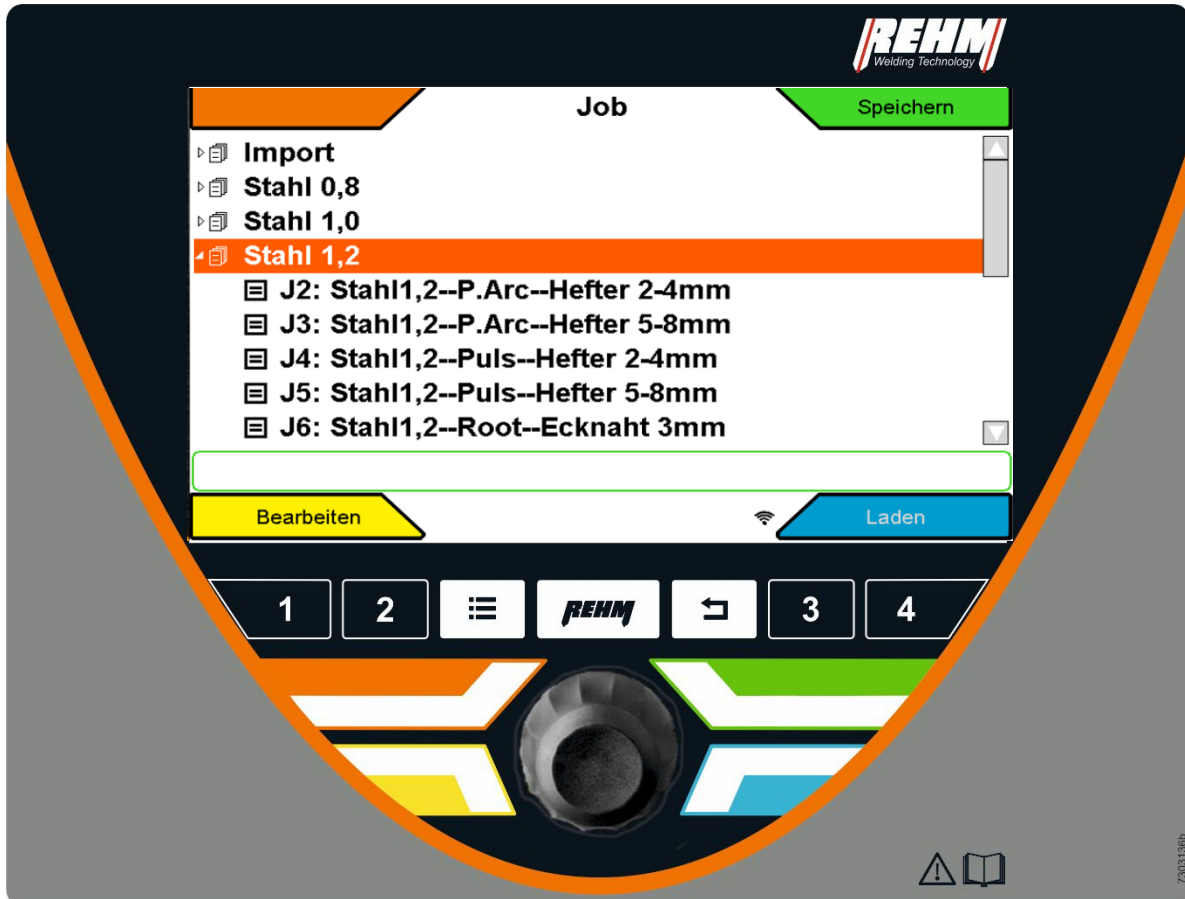 REHM
Welding Technology
Job
Speichern
Import
Stahl 0,8
Stahl 1,0
Stahl 1,2
J2: Stahl1,2--P.Arc--Hefter 2-4mm
J3: Stahl1,2--P.Arc--Hefter 5-8mm
J4: Stahl1,2--Puls--Hefter 2-4mm
J5: Stahl1,2--Puls--Hefter 5-8mm
J6: Stahl1,2--Root--Ecknaht 3mm
Bearbeiten
Laden
1 2 REHM 3 4
7303136b